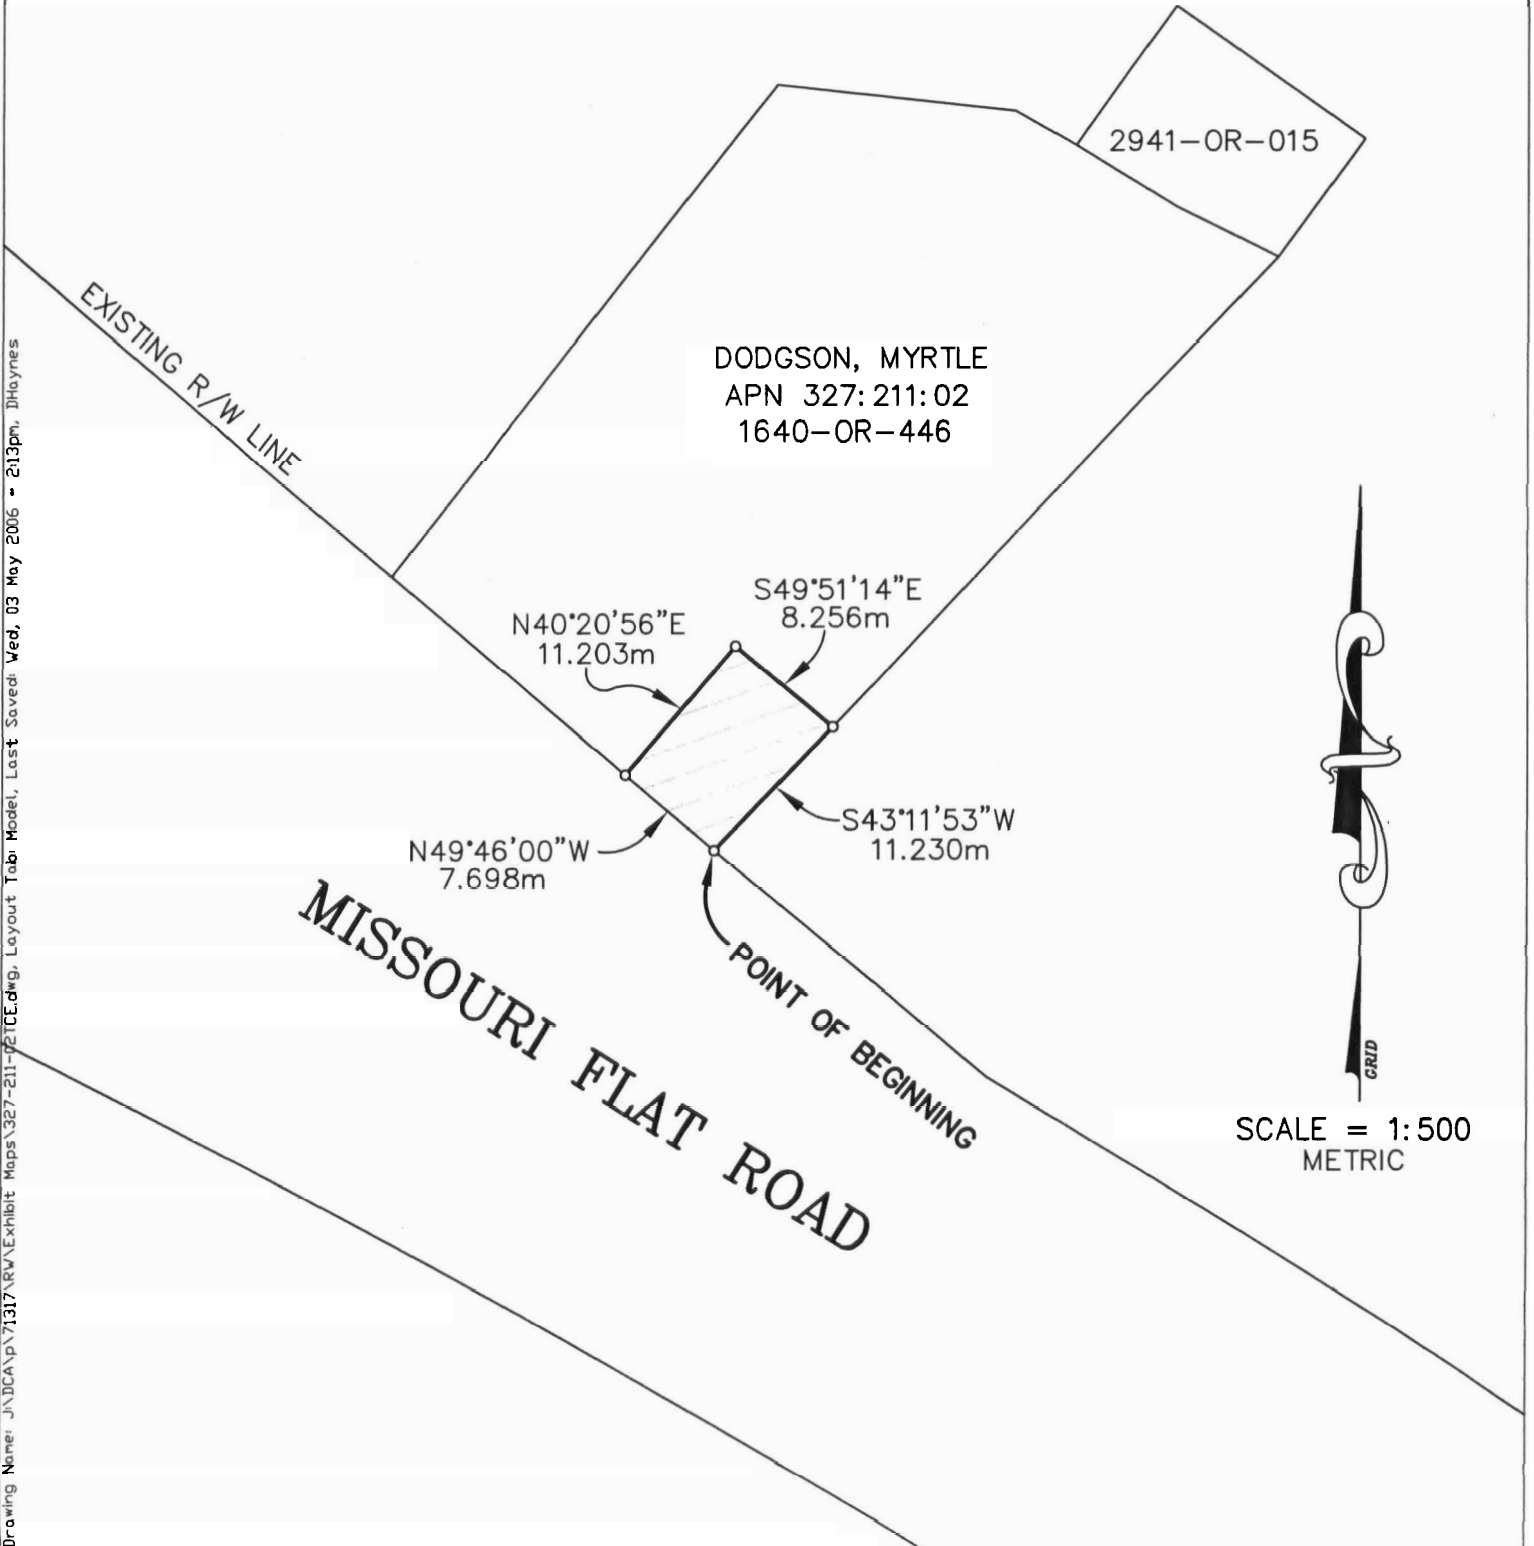 2941-OR-015
EXISTING R/W LINE
DODGSON, MYRTLE
APN 327:211:02
1640-OR-446
S49°51'14"E
8.256m
N40°20'56"E
11.203m
S43°11'53"W
11.230m
N49°46'00"W
7.698m
POINT OF BEGINNING
MISSOURI FLAT ROAD
GRID
SCALE = 1:500
METRIC
Drawing Name: J:\DCA\p\71317\RW\Exhibit Maps\327-211-02TCE.dwg, Layout Tab: Model, Last Saved: Wed, 03 May 2006 - 2:13pm, DHaynes